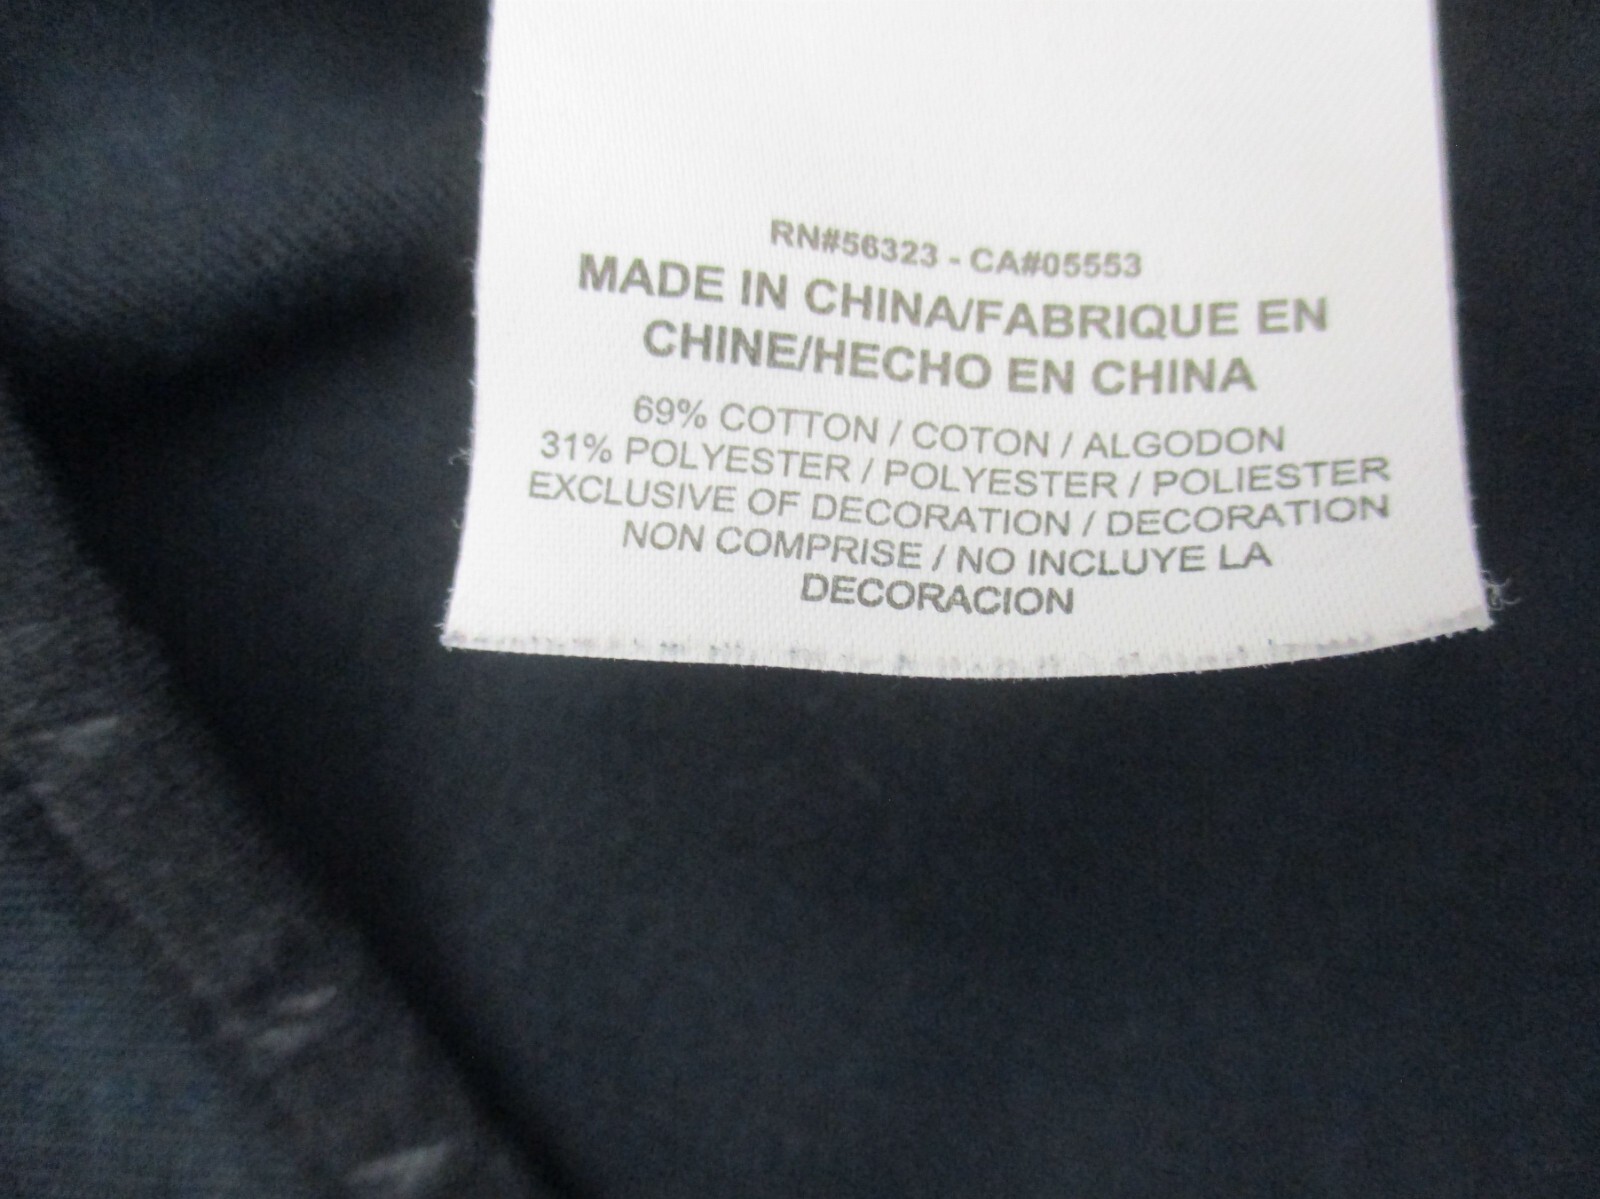 RN#56323 - CA#05553
MADE IN CHINA/FABRIQUE EN
CHINE/HECHO EN CHINA
69% COTTON / COTON / ALGODON
31% POLYESTER / POLYESTER / POLIESTER
EXCLUSIVE OF DECORATION / DECORATION
NON COMPRISE / NO INCLUYE LA
DECORACION